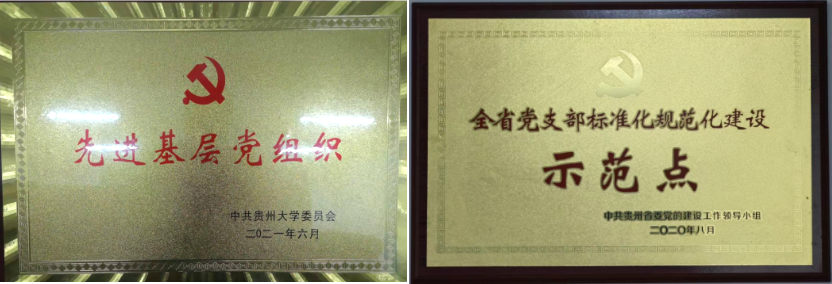 先进基层党组织
中共贵州大学委员会
二〇二一年六月
全省党支部标准化规范化建设
示范点
中共贵州省委党的建设工作领导小组
二〇二〇年八月